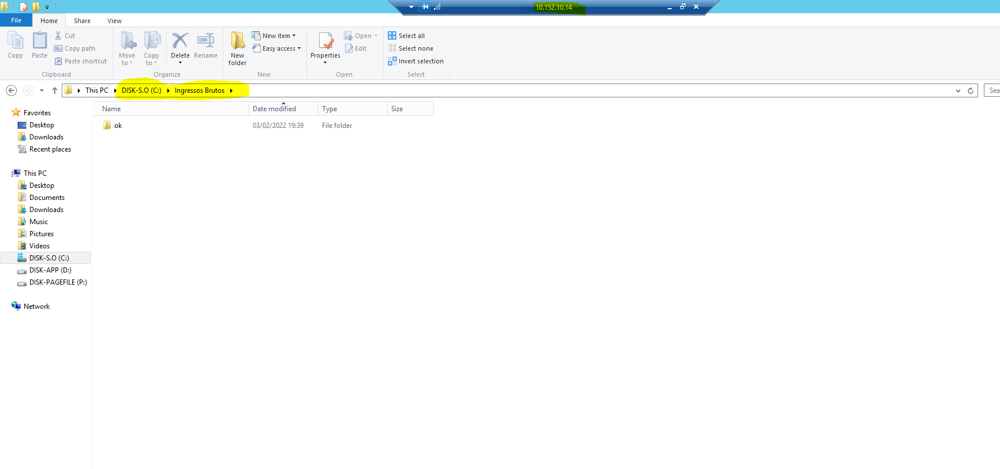 10.152.10.14
File Home Share View
Copy
Paste
Cut
Copy path
Paste shortcut
Clipboard
Move to
Copy to
Delete
Rename
Organize
New folder
New item
Easy access
New
Properties
Open
Edit
Open
Select all
Select none
Invert selection
Select
This PC DISK-S.O (C:) Ingressos Brutos
Sea
Favorites
Desktop
Downloads
Recent places
This PC
Desktop
Documents
Downloads
Music
Pictures
Videos
DISK-S.O (C:)
DISK-APP (D:)
DISK-PAGEFILE (P:)
Network
Name Date modified Type Size
ok 03/02/2022 19:39 File folder